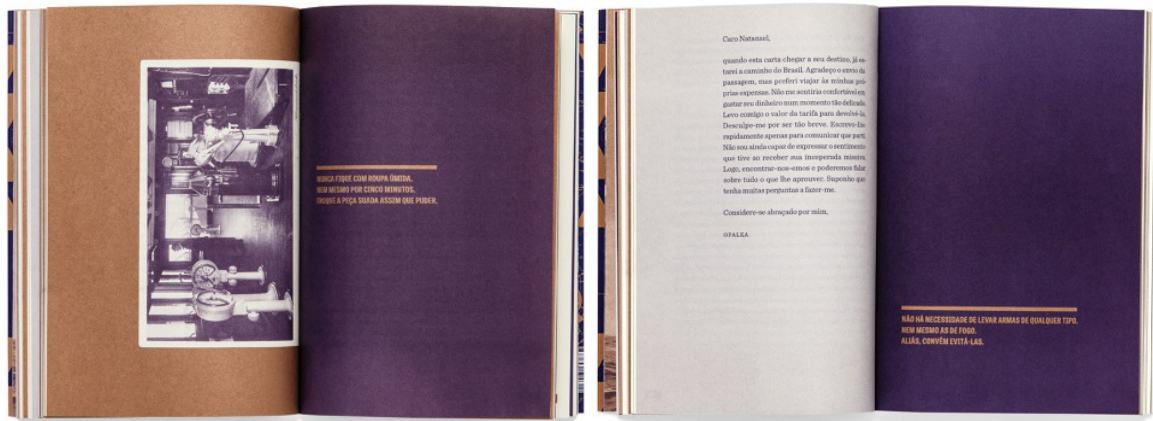 NUNCA FIQUE COM ROUPA ÚMIDA.
NEM MESMO POR CINCO MINUTOS.
TROQUE A PEÇA SUADA ASSIM QUE PUDER.
Caro Natanael,
quando esta carta chegar a seu destino, já es-
tarei a caminho do Brasil. Agradeço o envio da
passagem, mas preferi viajar às minhas pró-
prias expensas. Não me sentiria confortável em
gastar seu dinheiro num momento tão delicado.
Levo comigo o valor da tarifa para devolvê-la.
Desculpe-me por ser tão breve. Escrevo-lhe
rapidamente apenas para comunicar que parti.
Não sou ainda capaz de expressar o sentimento
que tive ao receber sua inesperada missiva.
Logo, encontrar-nos-emos e poderemos falar
sobre tudo o que lhe aprouver. Suponho que
tenha muitas perguntas a fazer-me.
Considere-se abraçado por mim,
OPALKA
NÃO HÁ NECESSIDADE DE LEVAR ARMAS DE QUALQUER TIPO.
NEM MESMO AS DE FOGO.
ALIÁS, CONVÉM EVITÁ-LAS.